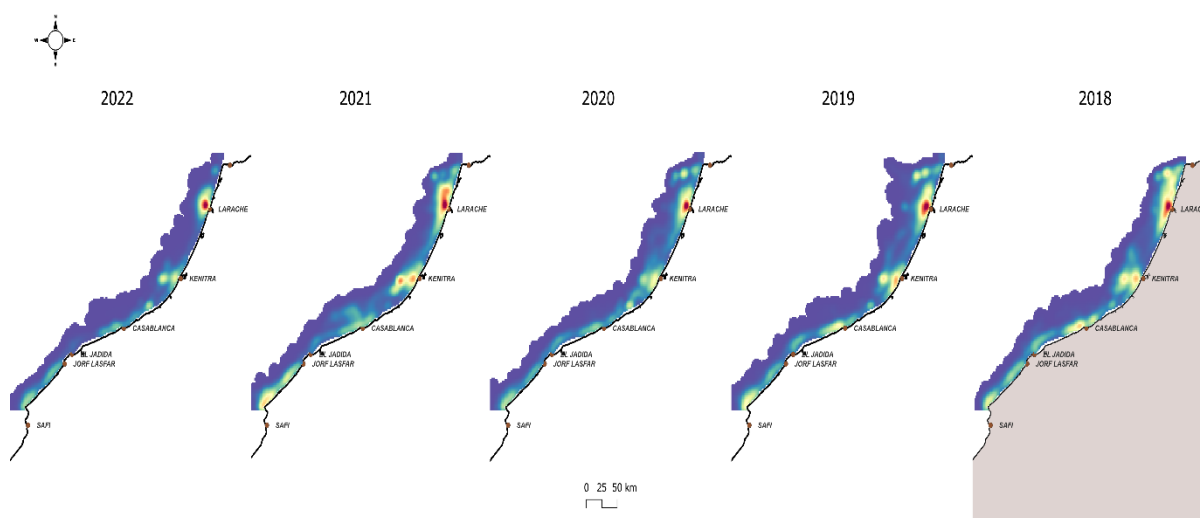 N
W E
S
2022 2021 2020 2019 2018
LARACHE LARACHE LARACHE LARACHE LARAC
KENITRA KENITRA KENITRA KENITRA KENITRA
CASABLANCA CASABLANCA CASABLANCA CASABLANCA CASABLANCA
EL JADIDA EL JADIDA EL JADIDA EL JADIDA EL JADIDA
JORF LASFAR JORF LASFAR JORF LASFAR JORF LASFAR JORF LASFAR
SAFI SAFI SAFI SAFI SAFI
0 25 50 km